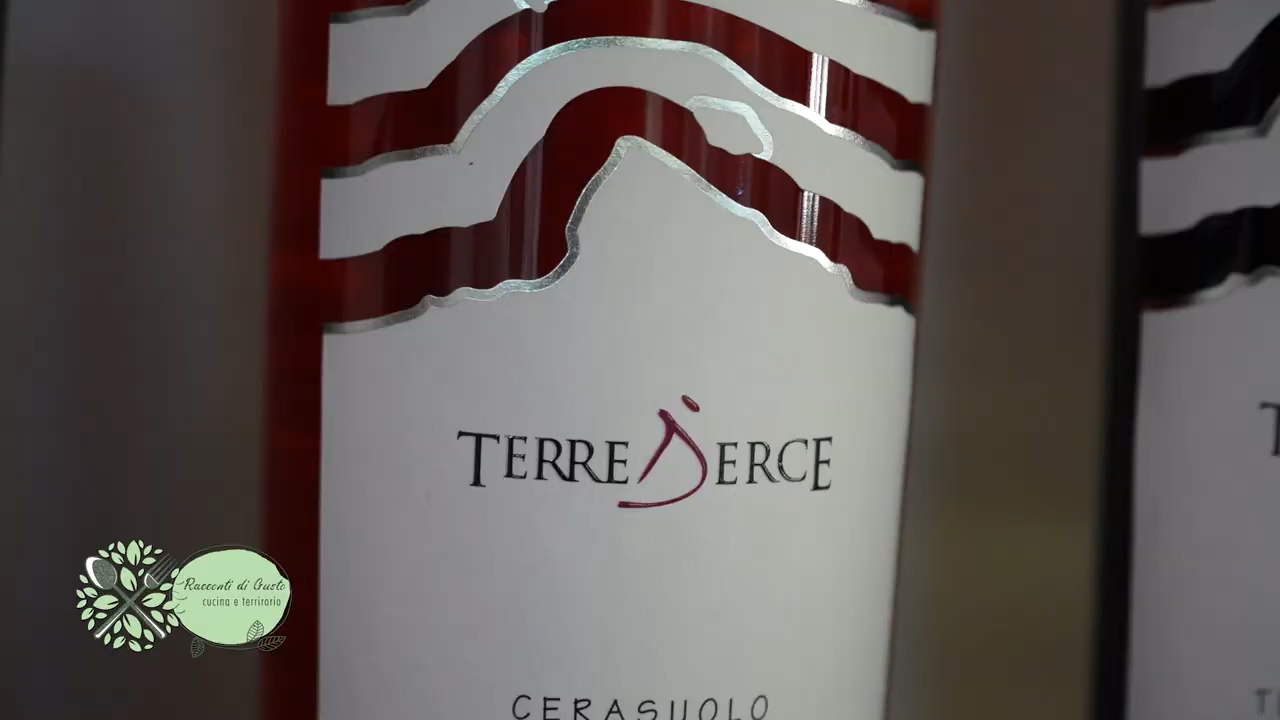 TERRE D'ERCE
CERASUOLO
Racconti di Gusto
cucina e territorio